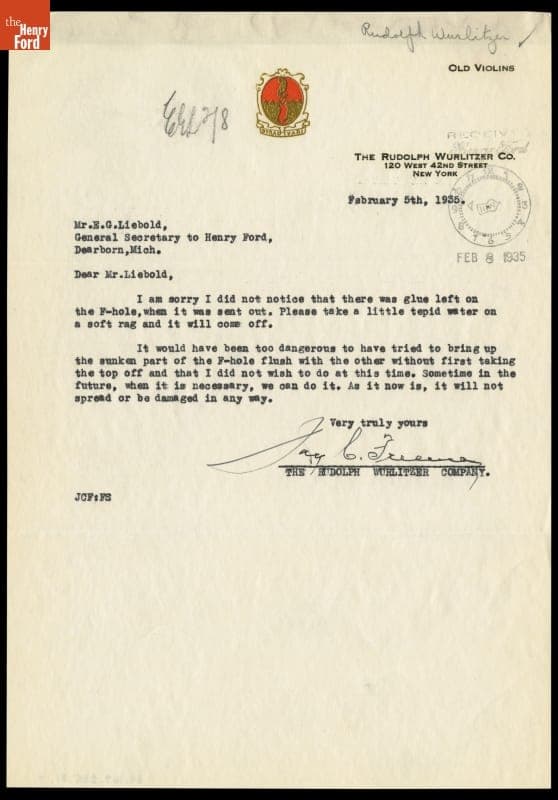 the
Henry
Ford
Rudolph Wurlitzer
OLD VIOLINS
THE RUDOLPH WURLITZER CO.
120 WEST 42ND STREET
NEW YORK
February 5th, 1935.
FEB 8 1935
Mr.E.G.Liebold,
General Secretary to Henry Ford,
Dearborn,Mich.
Dear Mr.Liebold,
I am sorry I did not notice that there was glue left on
the F-hole,when it was sent out. Please take a little tepid water on
a soft rag and it will come off.
It would have been too dangerous to have tried to bring up
the sunken part of the F-hole flush with the other without first taking
the top off and that I did not wish to do at this time. Sometime in the
future, when it is necessary, we can do it. As it now is, it will not
spread or be damaged in any way.
Very truly yours
Jay C. Freeman
THE RUDOLPH WURLITZER COMPANY.
JCF:FS